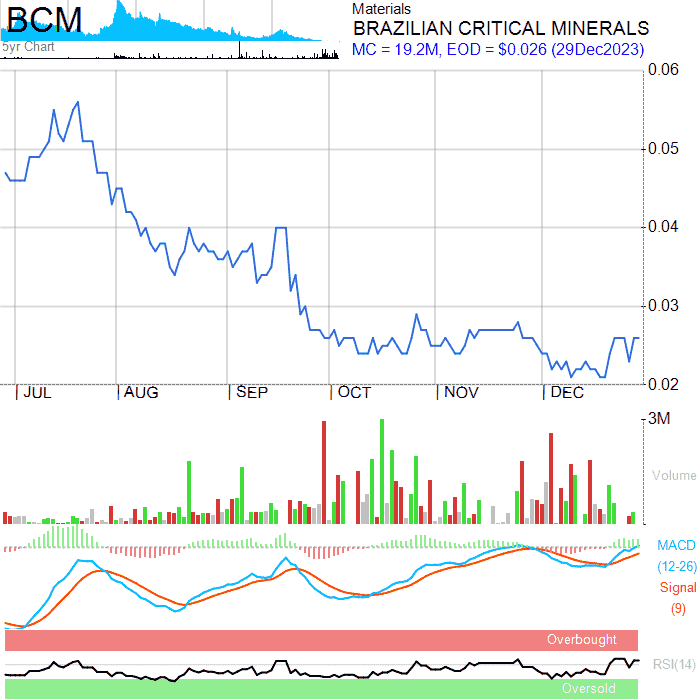 BCM
5yr Chart
Materials
BRAZILIAN CRITICAL MINERALS
MC = 19.2M, EOD = $0.026 (29Dec2023)
0.06
0.05
0.04
0.03
0.02
JUL AUG SEP OCT NOV DEC
3M
Volume
MACD
(12-26)
Signal
(9)
Overbought
RSI(14)
Oversold